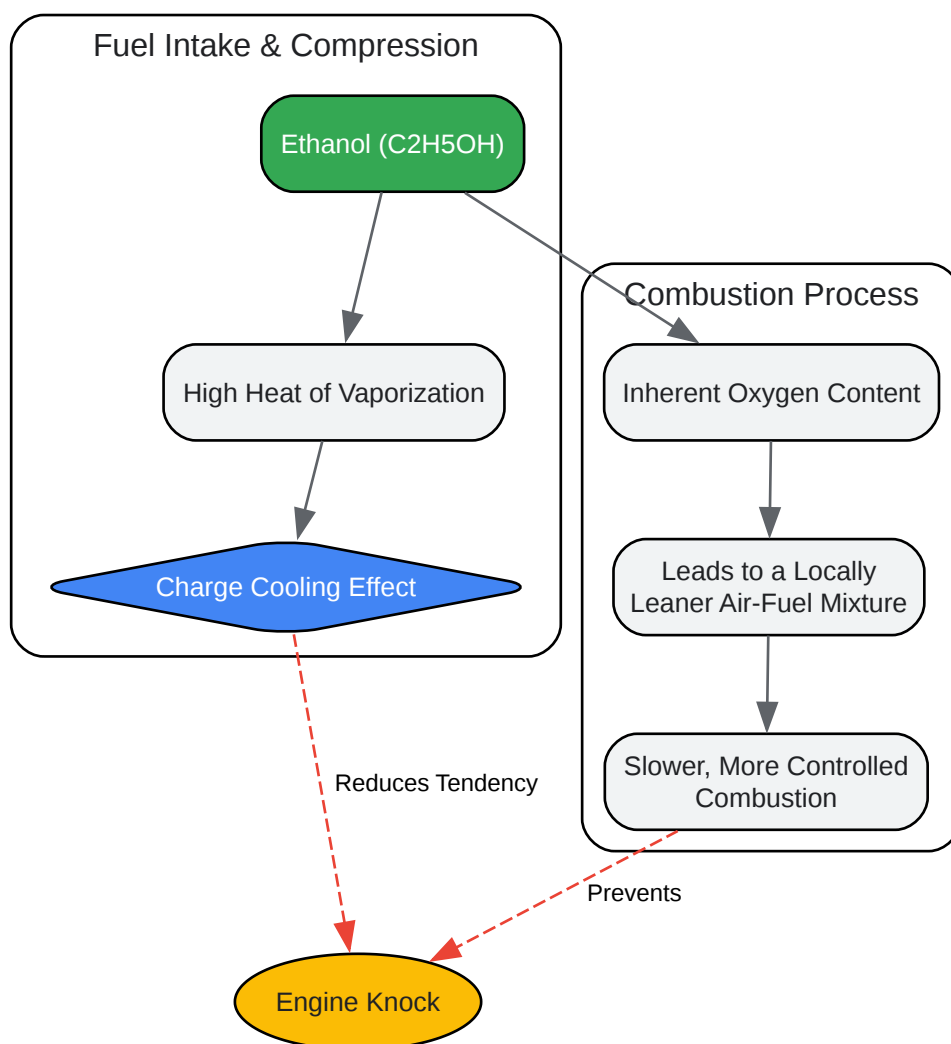 Fuel Intake & Compression
Ethanol (C2H5OH)
High Heat of Vaporization
Charge Cooling Effect
Combustion Process
Inherent Oxygen Content
Leads to a Locally
Leaner Air-Fuel Mixture
Slower, More Controlled
Combustion
Reduces Tendency
Prevents
Engine Knock